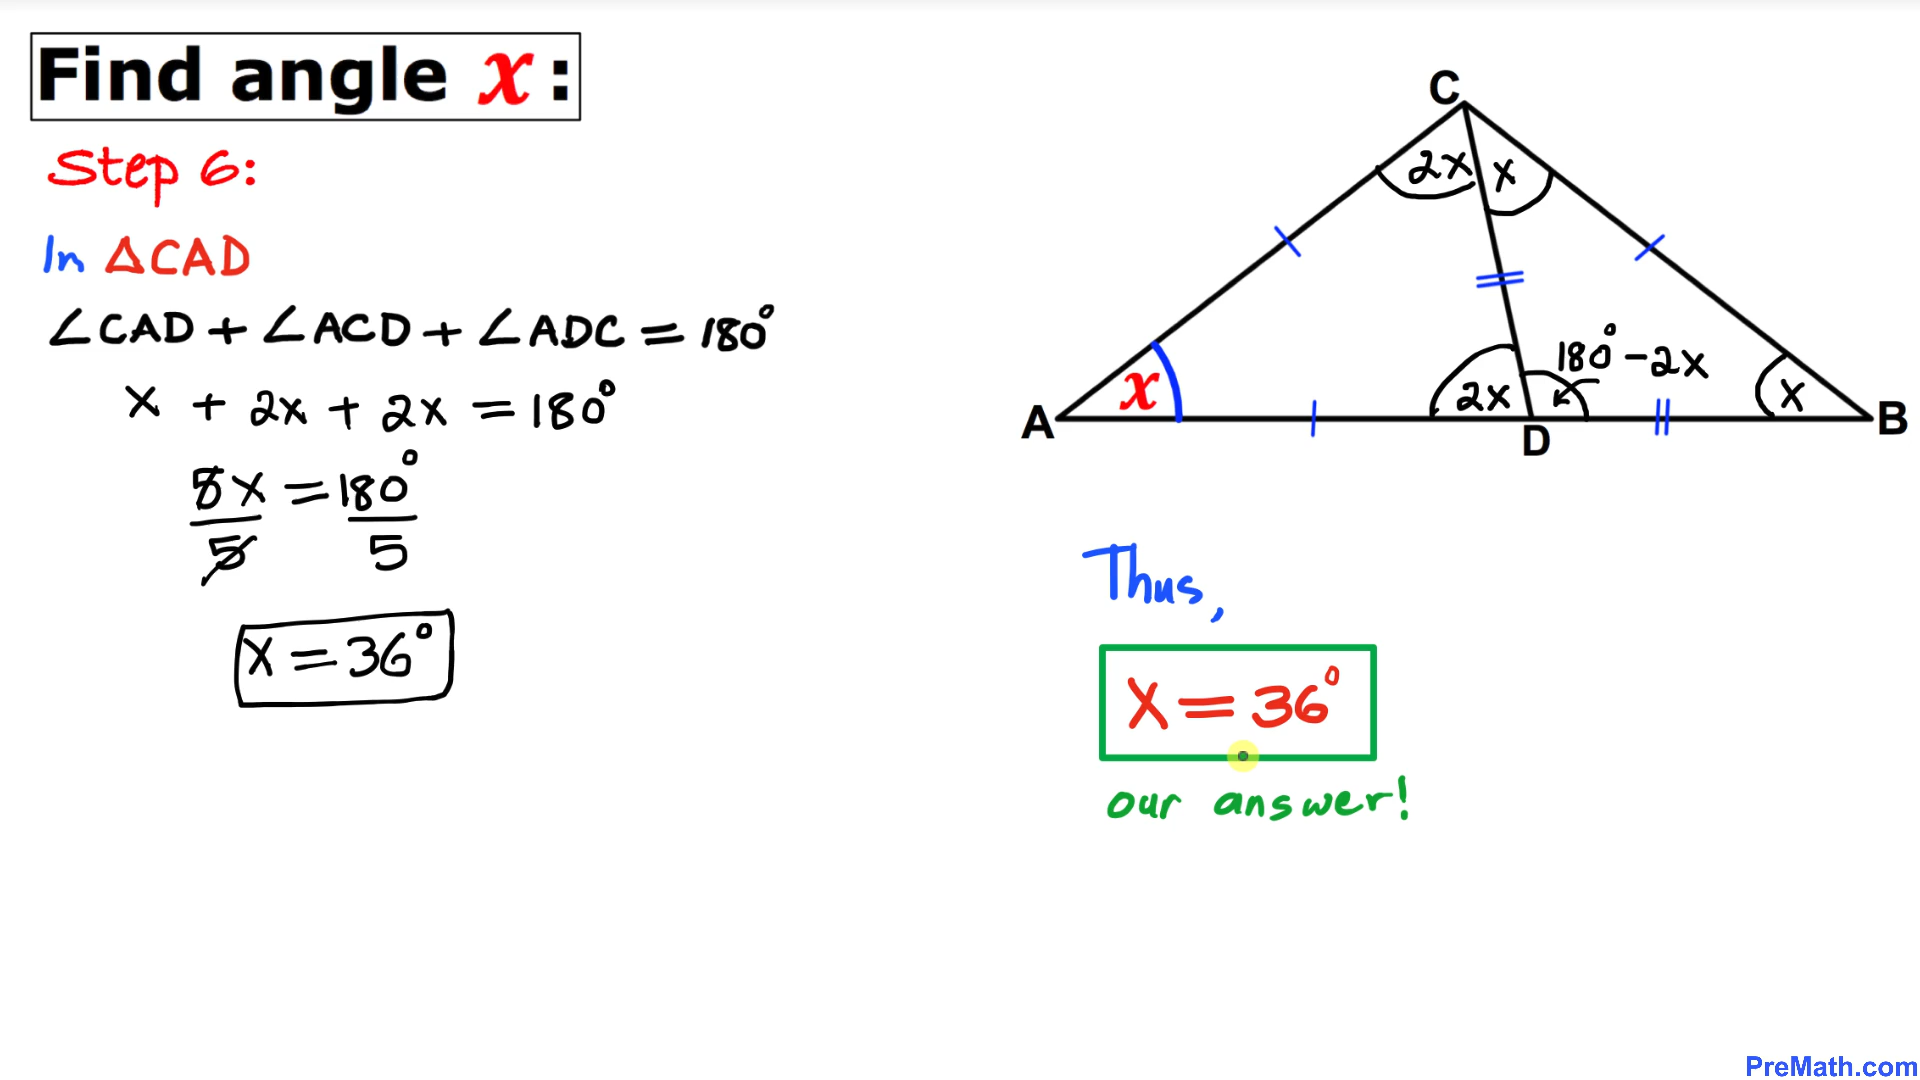 Find angle x:
Step 6:
In ΔCAD
∠CAD + ∠ACD + ∠ADC = 180°
x + 2x + 2x = 180°
5x = 180°
5 5
x = 36°
C
2x x
180° - 2x
x 2x x
A D B
Thus,
x = 36°
our answer!
PreMath.com